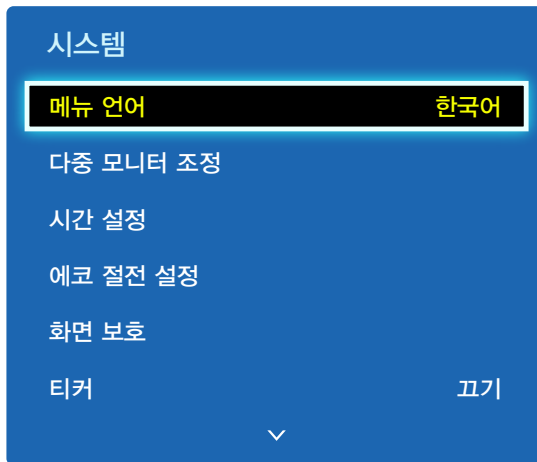 시스템
메뉴 언어 한국어
다중 모니터 조정
시간 설정
에코 절전 설정
화면 보호
티커 끄기